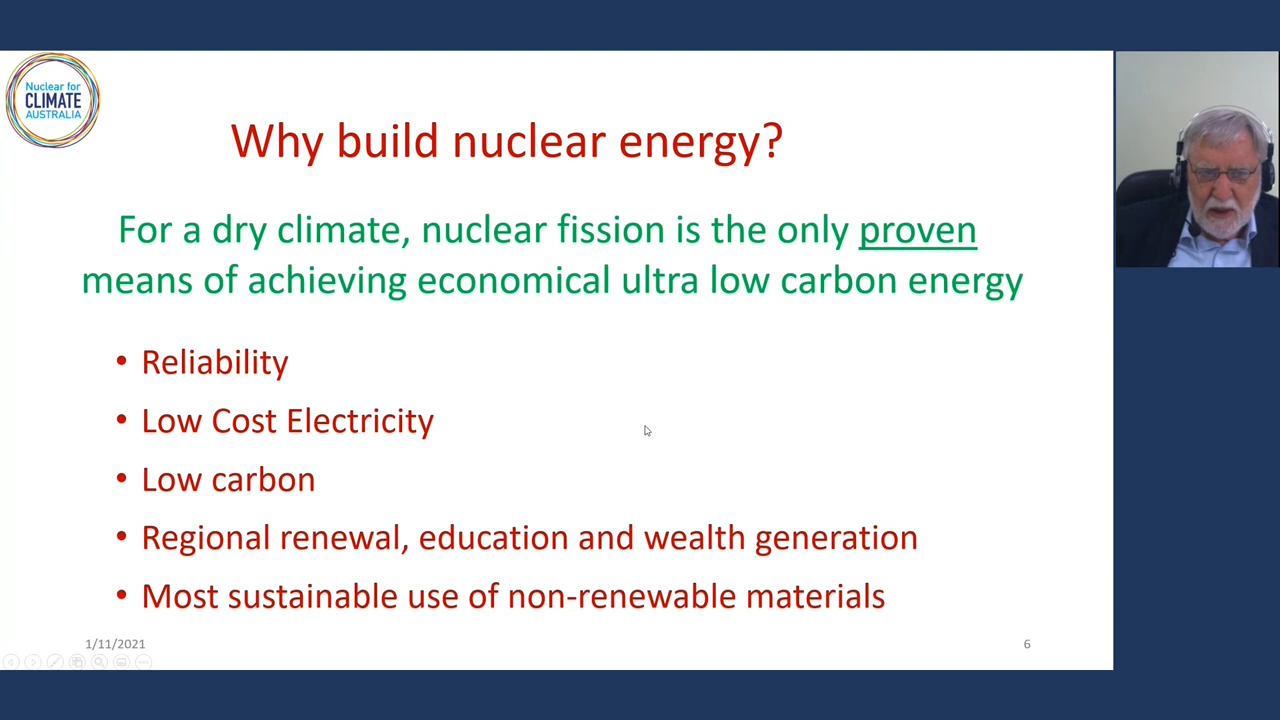 Nuclear for
CLIMATE
AUSTRALIA
Why build nuclear energy?
For a dry climate, nuclear fission is the only proven
means of achieving economical ultra low carbon energy
• Reliability
• Low Cost Electricity
• Low carbon
• Regional renewal, education and wealth generation
• Most sustainable use of non-renewable materials
1/11/2021
6